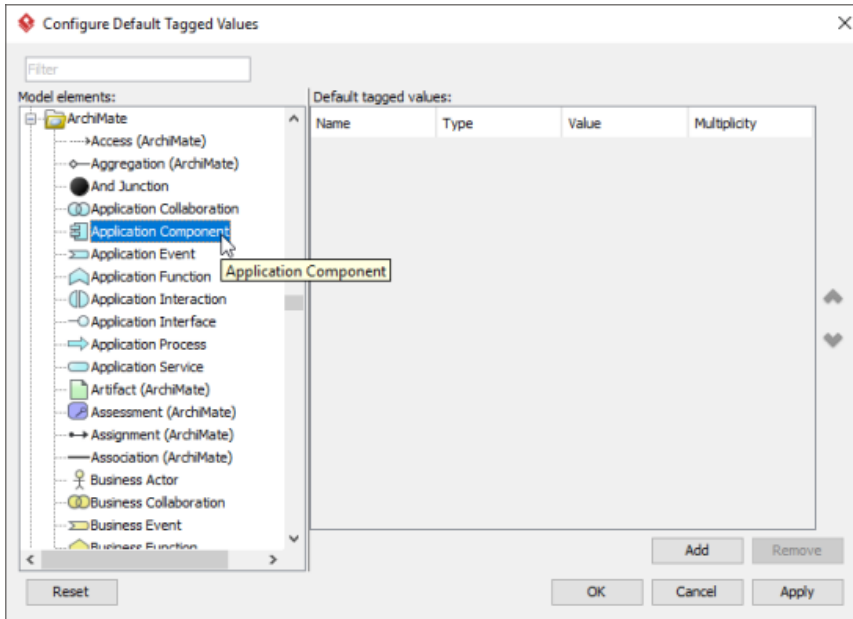 Configure Default Tagged Values
Filter
Model elements:
Default tagged values:
ArchiMate
Access (ArchiMate)
Aggregation (ArchiMate)
And Junction
Application Collaboration
Application Component
Application Event
Application Function
Application Interaction
Application Interface
Application Process
Application Service
Artifact (ArchiMate)
Assessment (ArchiMate)
Assignment (ArchiMate)
Association (ArchiMate)
Business Actor
Business Collaboration
Business Event
Business Function
Name Type Value Multiplicity
Application Component
Add Remove
Reset OK Cancel Apply